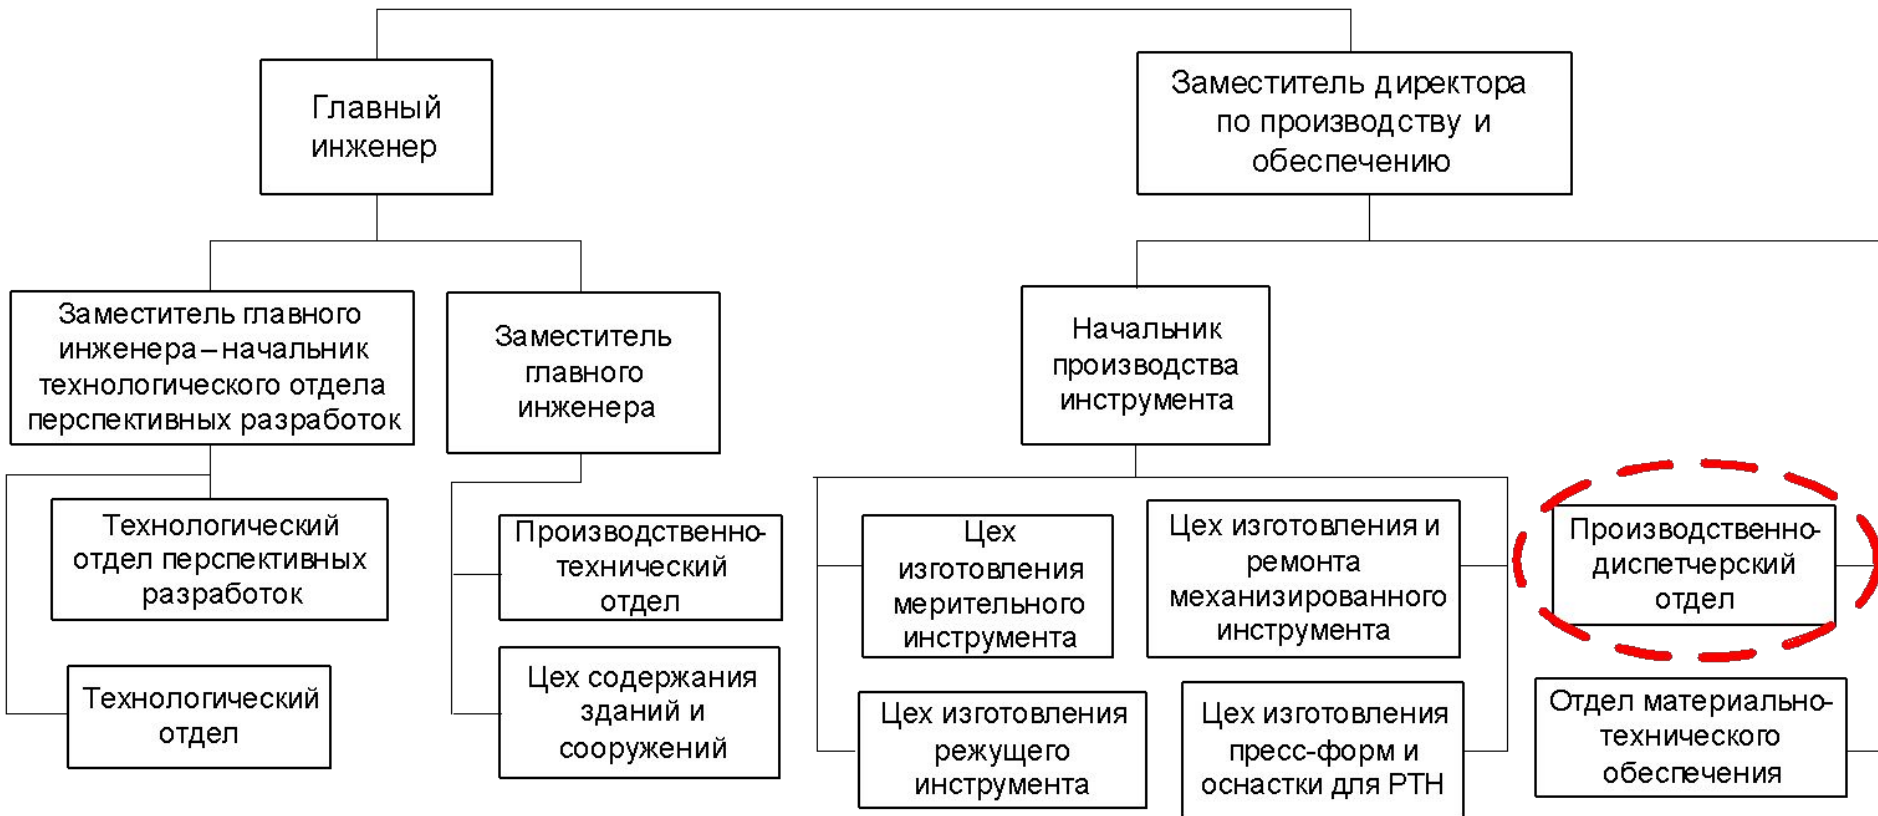 Главный
инженер
Заместитель директора
по производству и
обеспечению
Заместитель главного
инженера – начальник
технологического отдела
перспективных разработок
Заместитель
главного
инженера
Начальник
производства
инструмента
Технологический
отдел перспективных
разработок
Технологический
отдел
Производственно-
технический
отдел
Цех содержания
зданий и
сооружений
Цех
изготовления
мерительного
инструмента
Цех изготовления и
ремонта
механизированного
инструмента
Цех изготовления
режущего
инструмента
Цех изготовления
пресс-форм и
оснастки для РТН
Производственно-
диспетчерский
отдел
Отдел материально-
технического
обеспечения